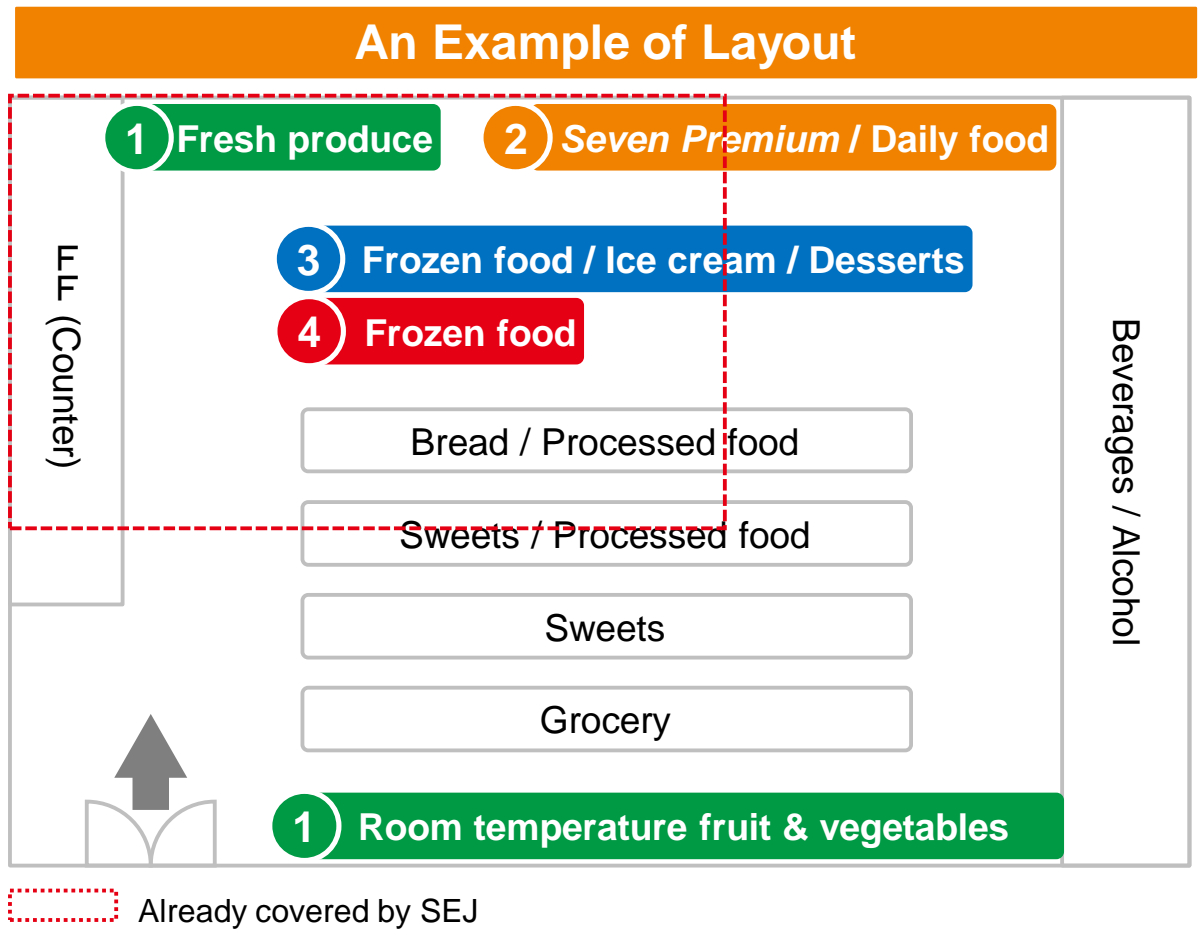 An Example of Layout
1 Fresh produce
2 Seven Premium / Daily food
3 Frozen food / Ice cream / Desserts
4 Frozen food
FF (Counter)
Bread / Processed food
Sweets / Processed food
Sweets
Grocery
Beverages / Alcohol
1 Room temperature fruit & vegetables
Already covered by SEJ